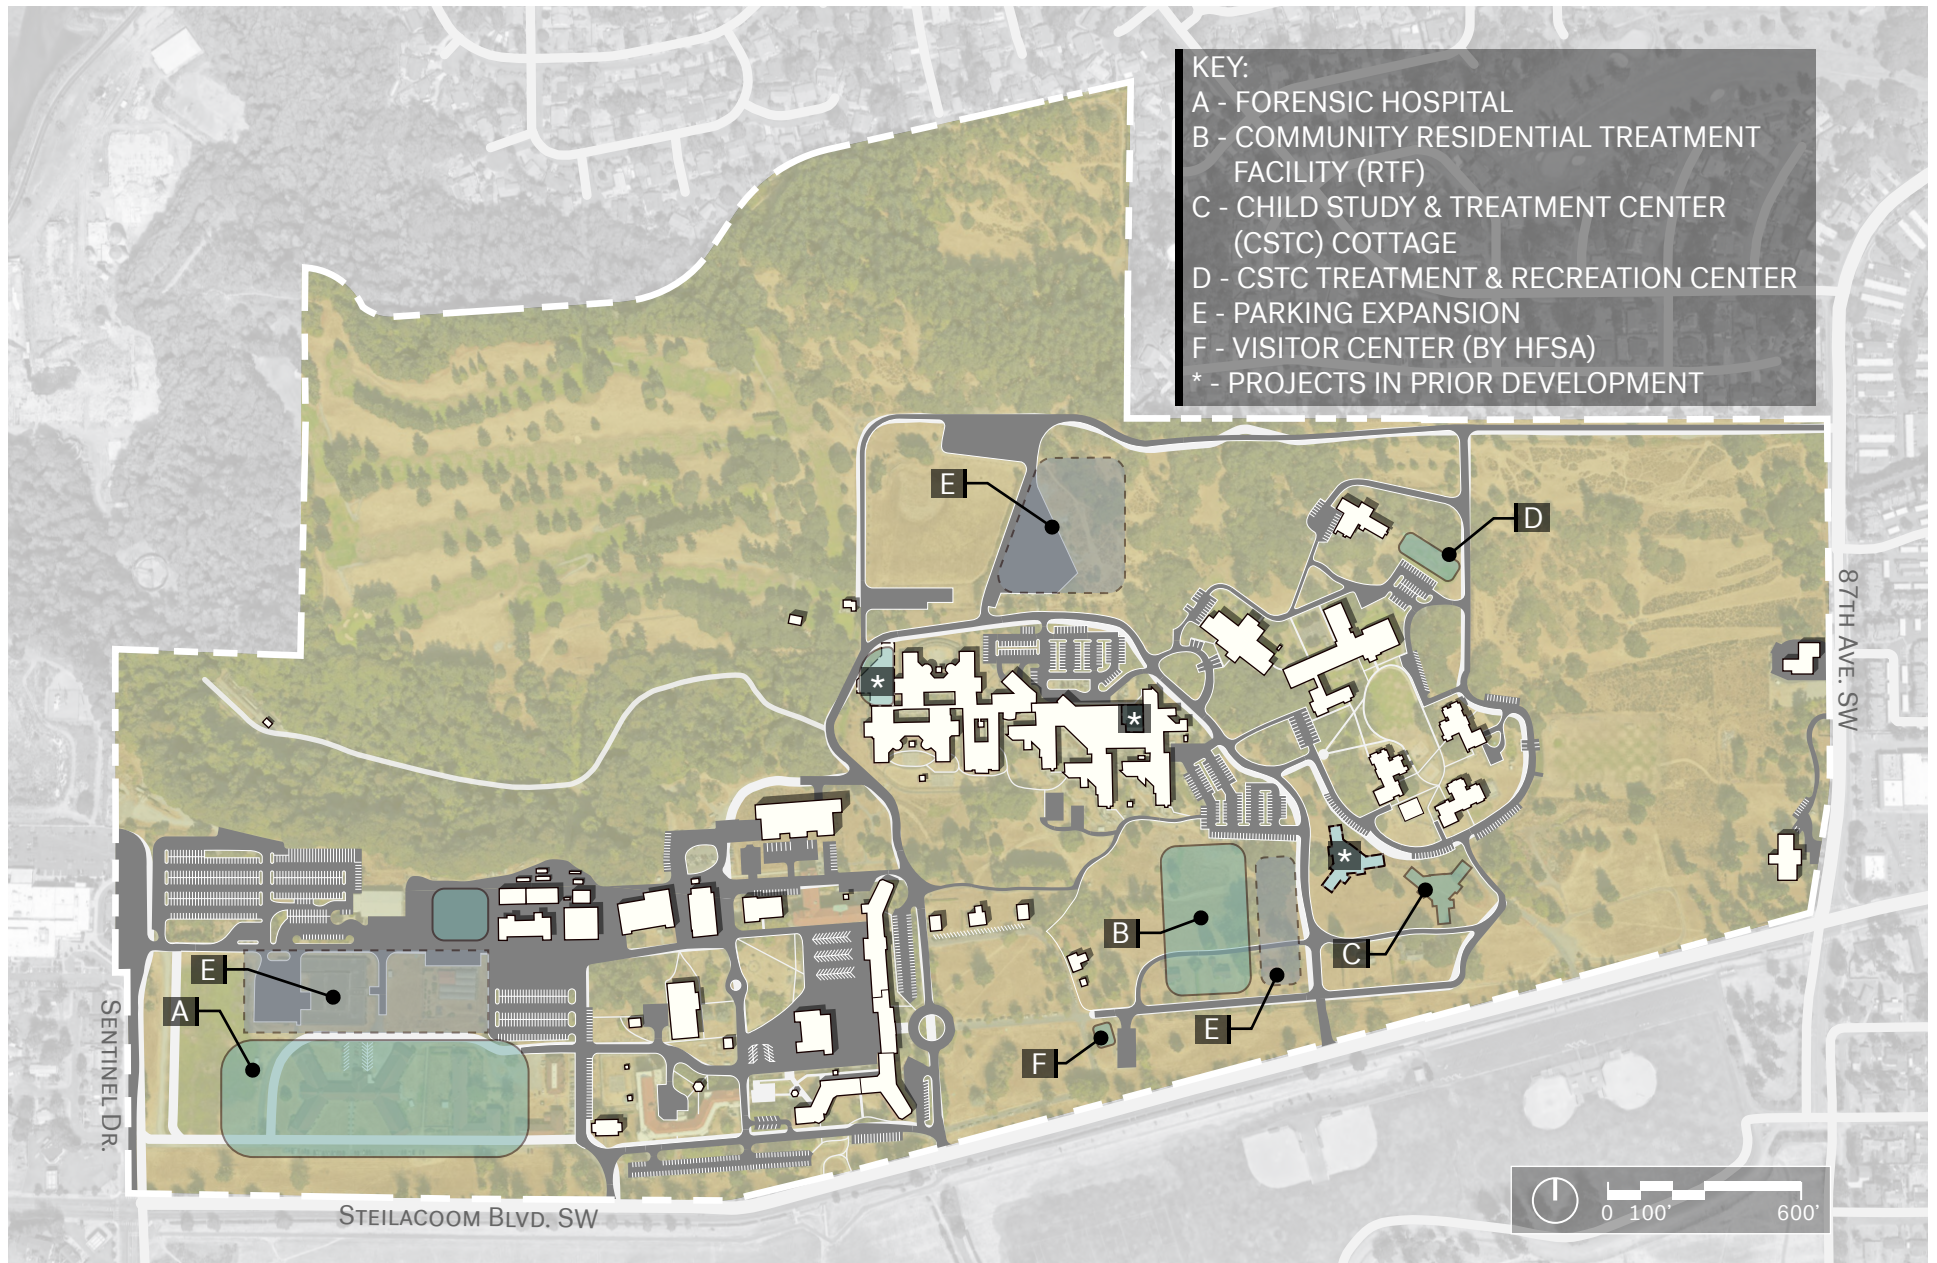 KEY:
A - FORENSIC HOSPITAL
B - COMMUNITY RESIDENTIAL TREATMENT
FACILITY (RTF)
C - CHILD STUDY & TREATMENT CENTER
(CSTC) COTTAGE
D - CSTC TREATMENT & RECREATION CENTER
E - PARKING EXPANSION
F - VISITOR CENTER (BY HFSA)
* - PROJECTS IN PRIOR DEVELOPMENT
E
D
87TH AVE. SW
*
*
*
B
C
E
A
E
F
SENTINEL DR.
STEILACOOM BLVD. SW
0 100' 600'